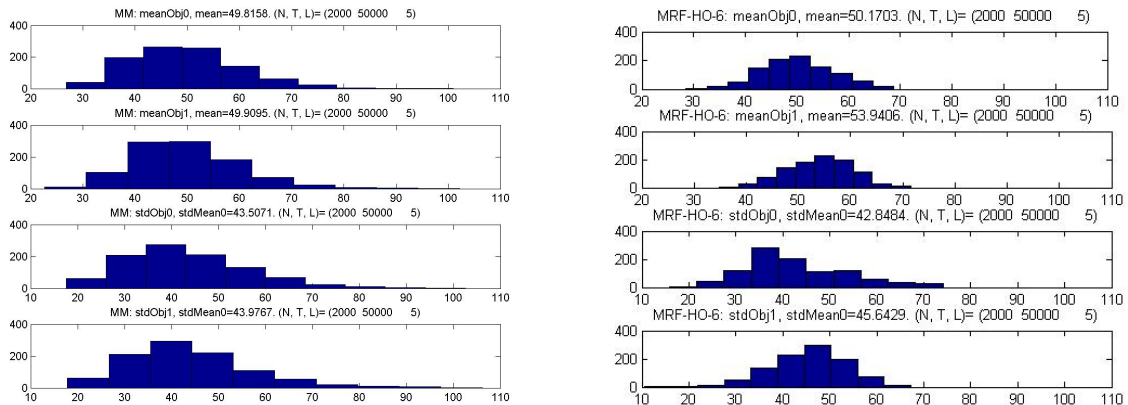 MM: meanObj0, mean=49.8158. (N, T, L)= (2000 50000 5)
400
200
0
20 30 40 50 60 70 80 90 100 110
MM: meanObj1, mean=49.9095. (N, T, L)= (2000 50000 5)
400
200
0
20 30 40 50 60 70 80 90 100 110
MM: stdObj0, stdMean0=43.5071. (N, T, L)= (2000 50000 5)
400
200
0
10 20 30 40 50 60 70 80 90 100 110
MM: stdObj1, stdMean0=43.9767. (N, T, L)= (2000 50000 5)
400
200
0
10 20 30 40 50 60 70 80 90 100 110
MRF-HO-6: meanObj0, mean=50.1703. (N, T, L)= (2000 50000 5)
400
200
0
20 30 40 50 60 70 80 90 100 110
MRF-HO-6: meanObj1, mean=53.9406. (N, T, L)= (2000 50000 5)
400
200
0
20 30 40 50 60 70 80 90 100 110
MRF-HO-6: stdObj0, stdMean0=42.8484. (N, T, L)= (2000 50000 5)
400
200
0
10 20 30 40 50 60 70 80 90 100 110
MRF-HO-6: stdObj1, stdMean0=45.6429. (N, T, L)= (2000 50000 5)
400
200
0
10 20 30 40 50 60 70 80 90 100 110